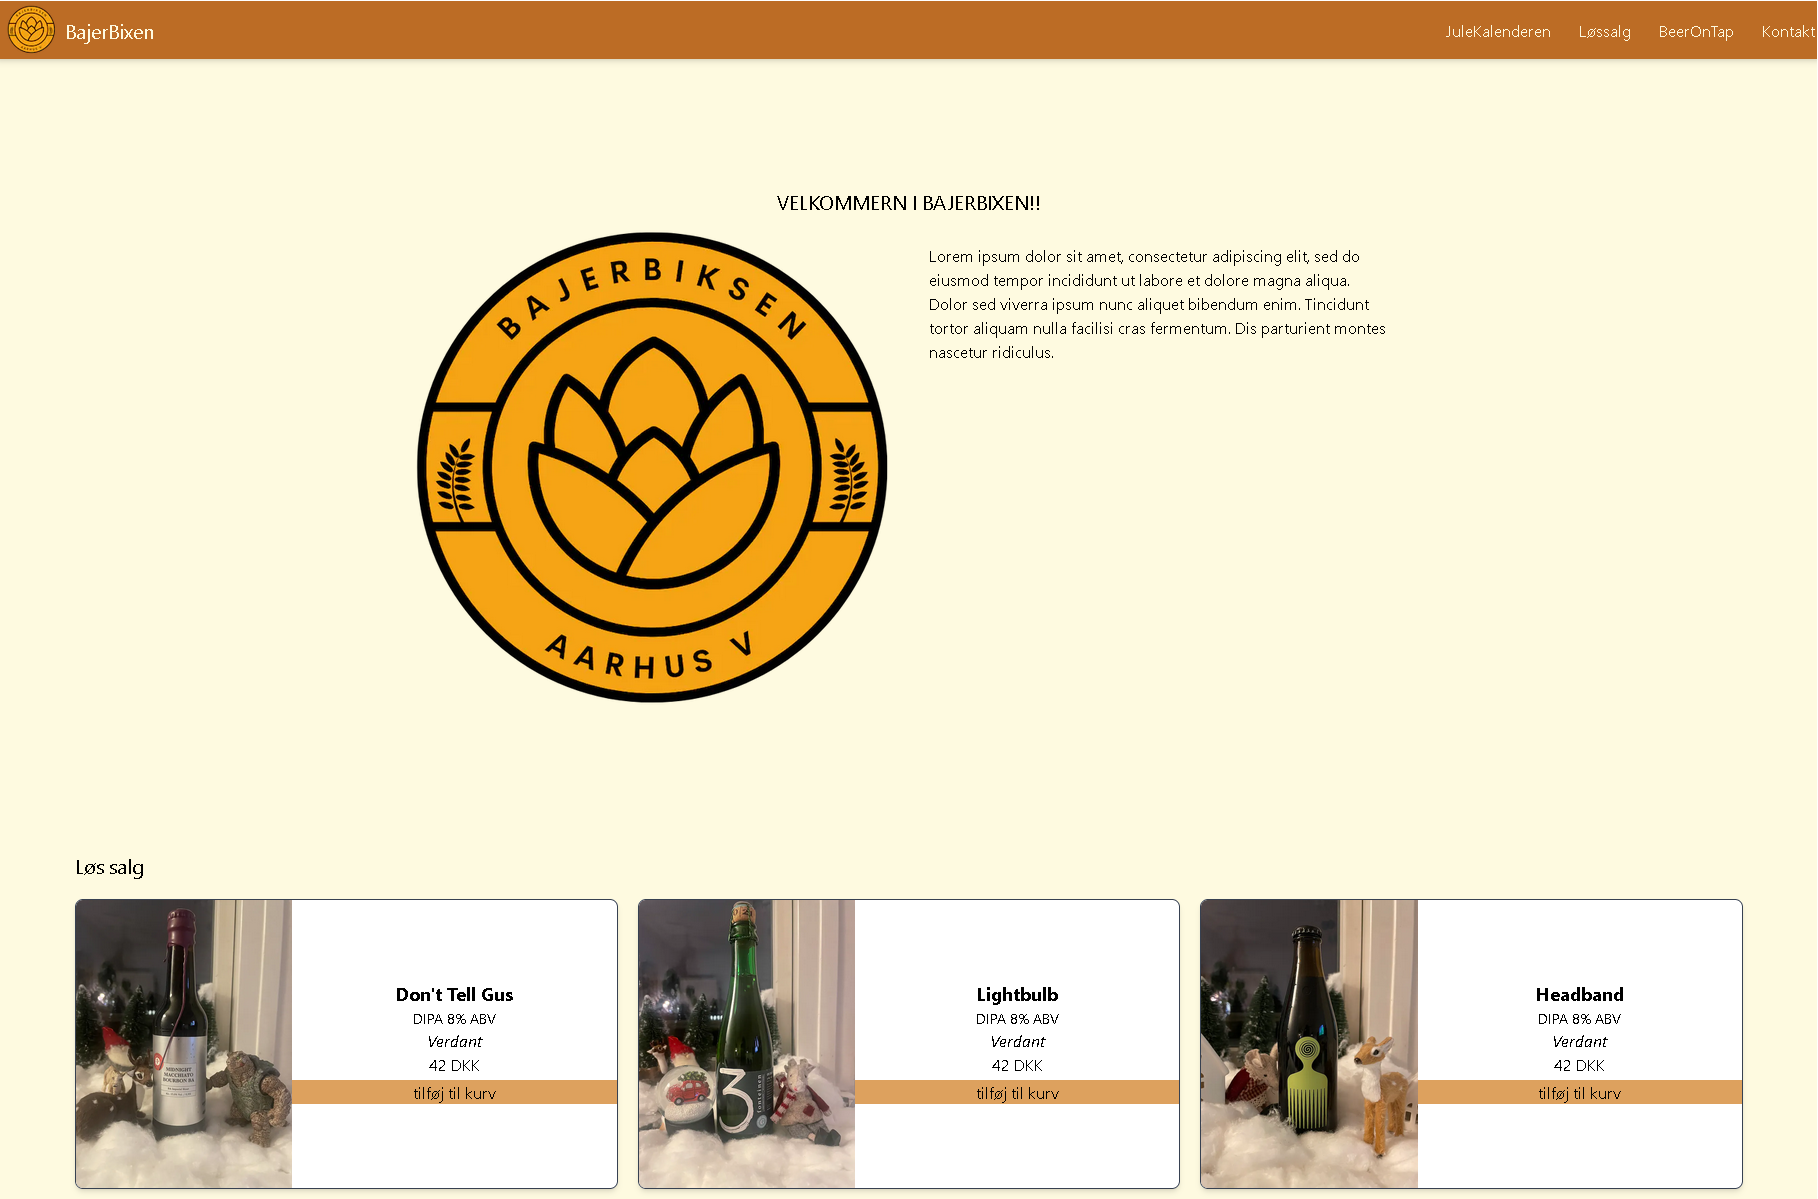 BajerBixen
JuleKalenderen
Løssalg
BeerOnTap
Kontakt
VELKOMMERN I BAJERBIXEN!!
BAJERBIKSEN
AARHUS V
Lorem ipsum dolor sit amet, consectetur adipiscing elit, sed do
eiusmod tempor incididunt ut labore et dolore magna aliqua.
Dolor sed viverra ipsum nunc aliquet bibendum enim. Tincidunt
tortor aliquam nulla facilisi cras fermentum. Dis parturient montes
nascetur ridiculus.
Løs salg
MIDNIGHT
MACCHIATO
BOURBON BA
Don't Tell Gus
DIPA 8% ABV
Verdant
42 DKK
tilføj til kurv
3
fonteinen
Lightbulb
DIPA 8% ABV
Verdant
42 DKK
tilføj til kurv
Headband
DIPA 8% ABV
Verdant
42 DKK
tilføj til kurv